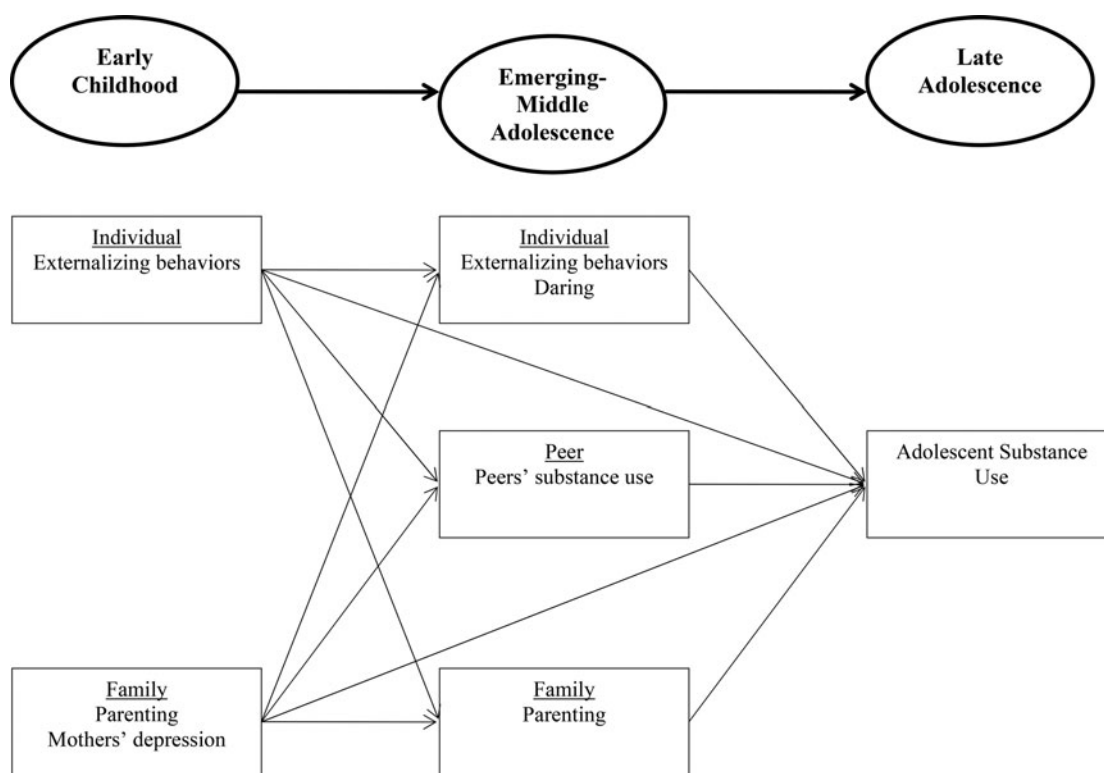 Early
Childhood
Emerging-
Middle
Adolescence
Late
Adolescence
Individual
Externalizing behaviors
Individual
Externalizing behaviors
Daring
Peer
Peers’ substance use
Adolescent Substance
Use
Family
Parenting
Mothers’ depression
Family
Parenting